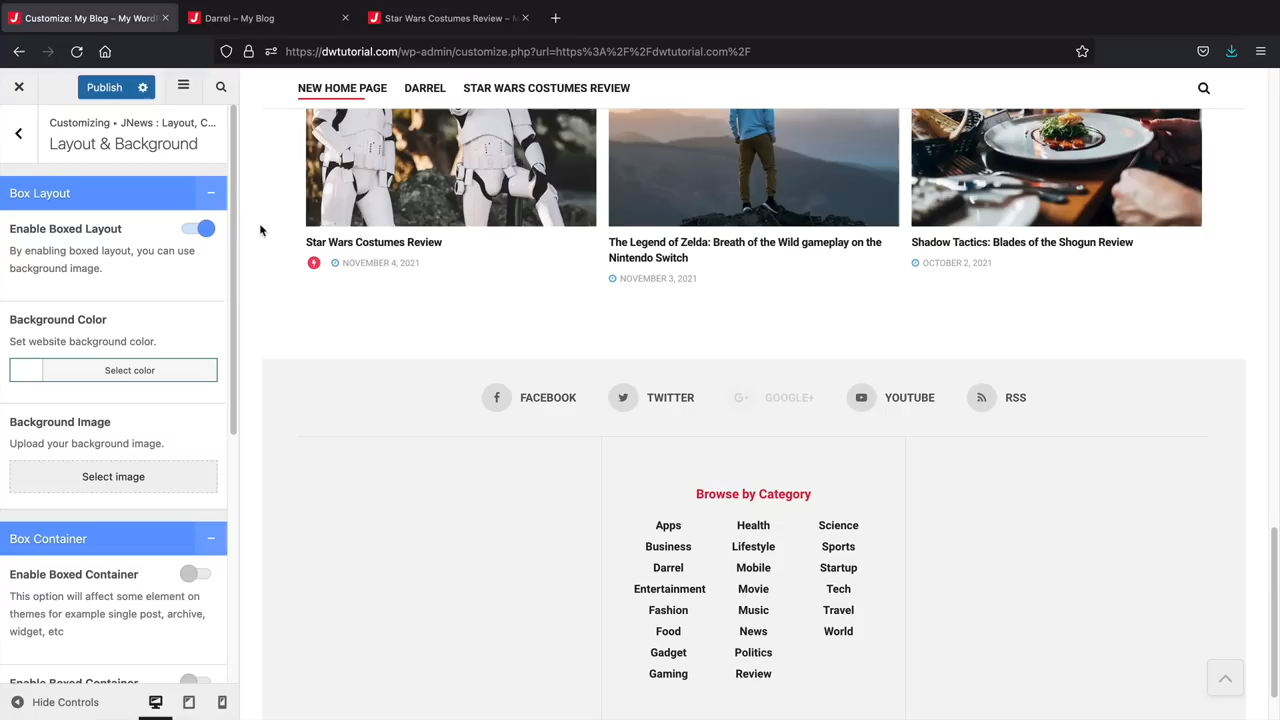 Customize: My Blog – My WordP
Darrel – My Blog
Star Wars Costumes Review – M
https://dwtutorial.com/wp-admin/customize.php?url=https%3A%2F%2Fdwtutorial.com%2F
Publish
NEW HOME PAGE
DARREL
STAR WARS COSTUMES REVIEW
Customizing • JNews : Layout, C...
Layout & Background
Box Layout
Enable Boxed Layout
By enabling boxed layout, you can use
background image.
Background Color
Set website background color.
Select color
Background Image
Upload your background image.
Select image
Box Container
Enable Boxed Container
This option will affect some element on
themes for example single post, archive,
widget, etc
Enable Boxed Container
Hide Controls
Star Wars Costumes Review
NOVEMBER 4, 2021
The Legend of Zelda: Breath of the Wild gameplay on the
Nintendo Switch
NOVEMBER 3, 2021
Shadow Tactics: Blades of the Shogun Review
OCTOBER 2, 2021
FACEBOOK
TWITTER
GOOGLE+
YOUTUBE
RSS
Browse by Category
Apps
Business
Darrel
Entertainment
Fashion
Food
Gadget
Gaming
Health
Lifestyle
Mobile
Movie
Music
News
Politics
Review
Science
Sports
Startup
Tech
Travel
World